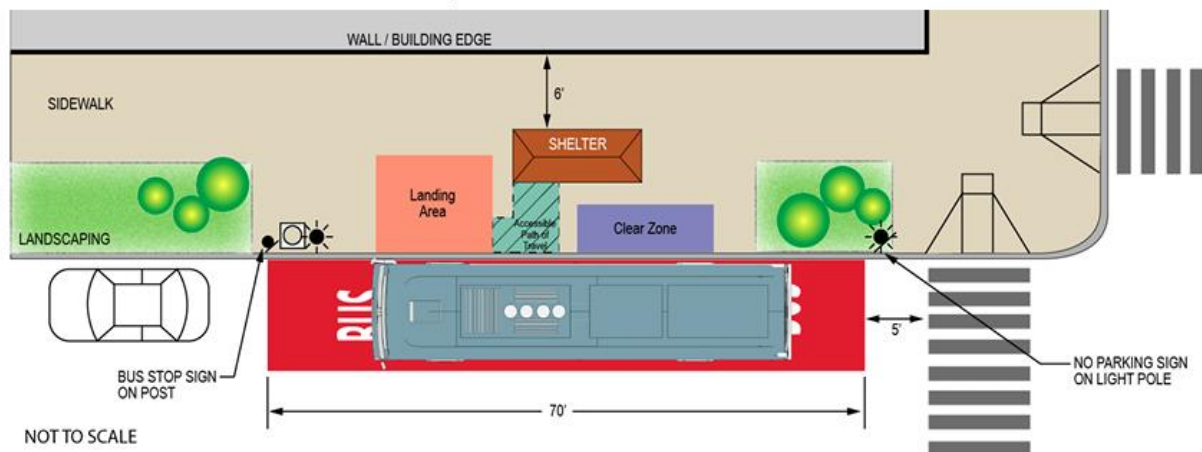 WALL / BUILDING EDGE
SIDEWALK
6'
SHELTER
Landing
Area
Accessible
Path of
Travel
Clear Zone
LANDSCAPING
BUS
5'
BUS STOP SIGN
ON POST
NO PARKING SIGN
ON LIGHT POLE
70'
NOT TO SCALE